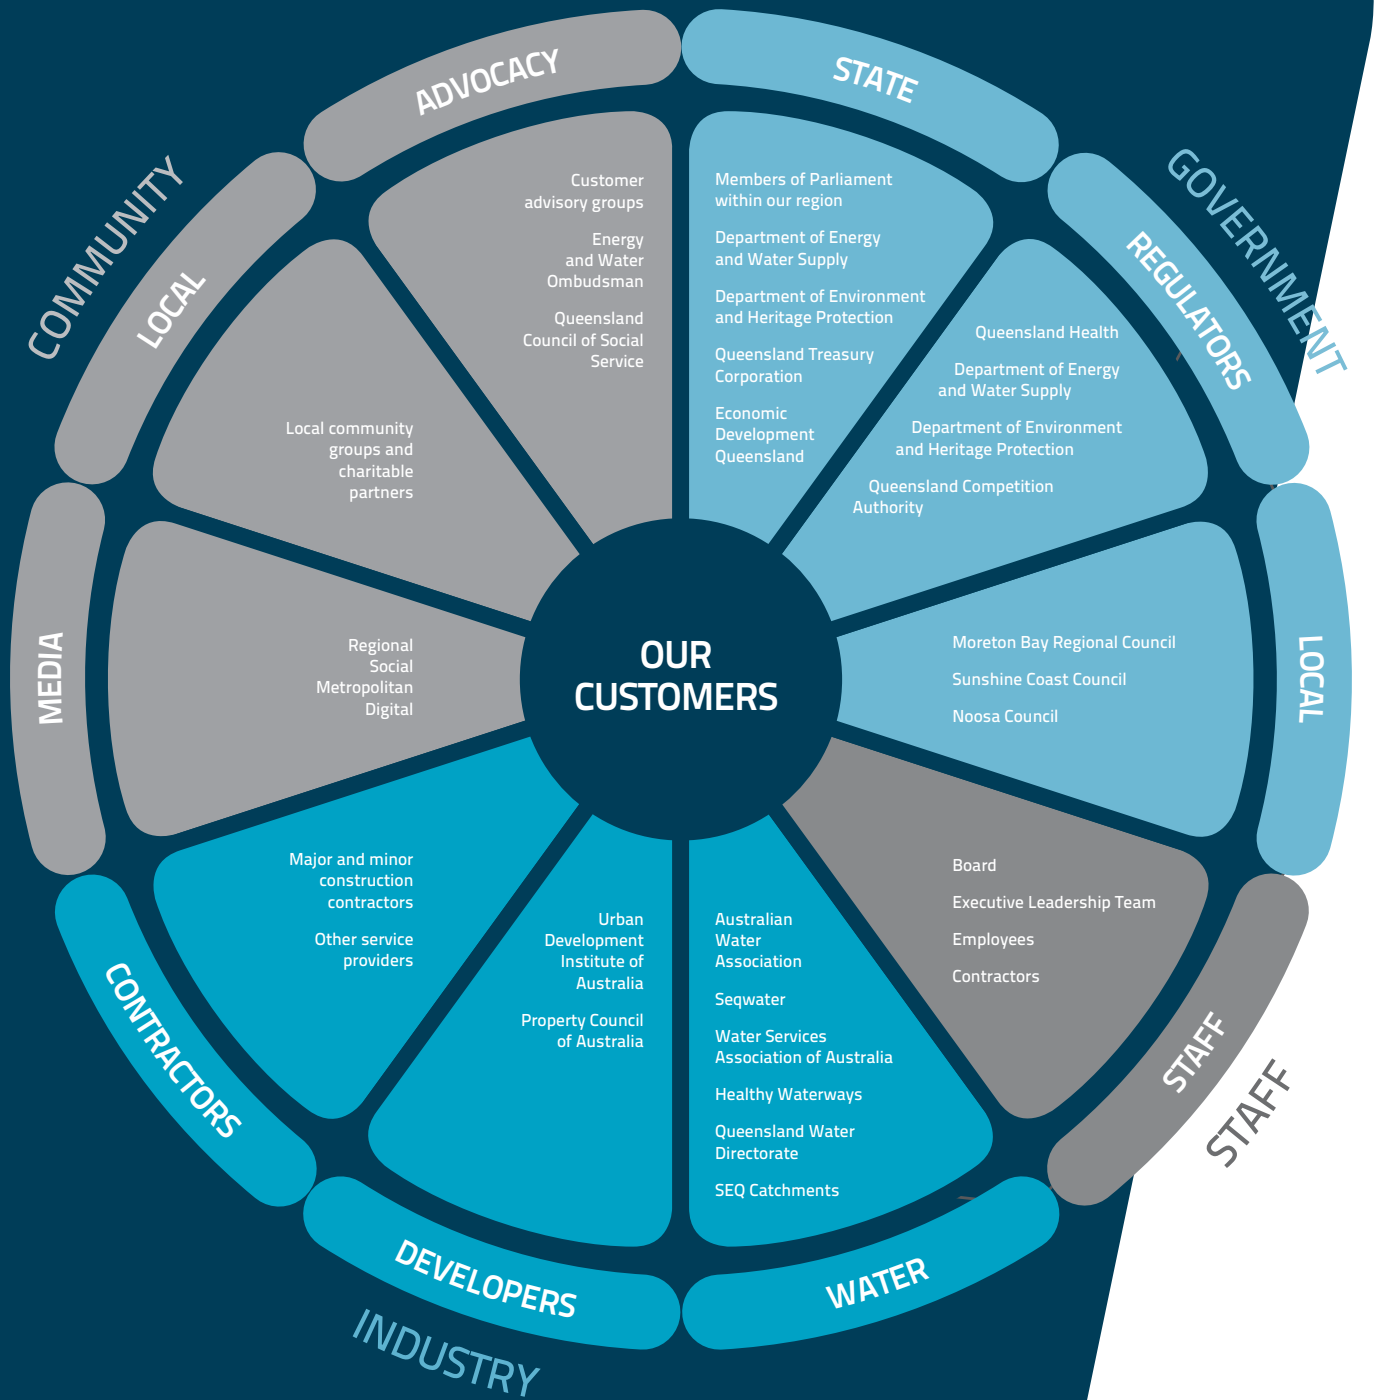 COMMUNITY
ADVOCACY
Customer
advisory groups
Energy
and Water
Ombudsman
Queensland
Council of Social
Service
LOCAL
Local community
groups and
charitable
partners
MEDIA
Regional
Social
Metropolitan
Digital
GOVERNMENT
STATE
Members of Parliament
within our region
Department of Energy
and Water Supply
Department of Environment
and Heritage Protection
Queensland Treasury
Corporation
Economic
Development
Queensland
REGULATORS
Queensland Health
Department of Energy
and Water Supply
Department of Environment
and Heritage Protection
Queensland Competition
Authority
LOCAL
Moreton Bay Regional Council
Sunshine Coast Council
Noosa Council
OUR
CUSTOMERS
STAFF
STAFF
Board
Executive Leadership Team
Employees
Contractors
INDUSTRY
WATER
Australian
Water
Association
Seqwater
Water Services
Association of Australia
Healthy Waterways
Queensland Water
Directorate
SEQ Catchments
DEVELOPERS
Urban
Development
Institute of
Australia
Property Council
of Australia
CONTRACTORS
Major and minor
construction
contractors
Other service
providers